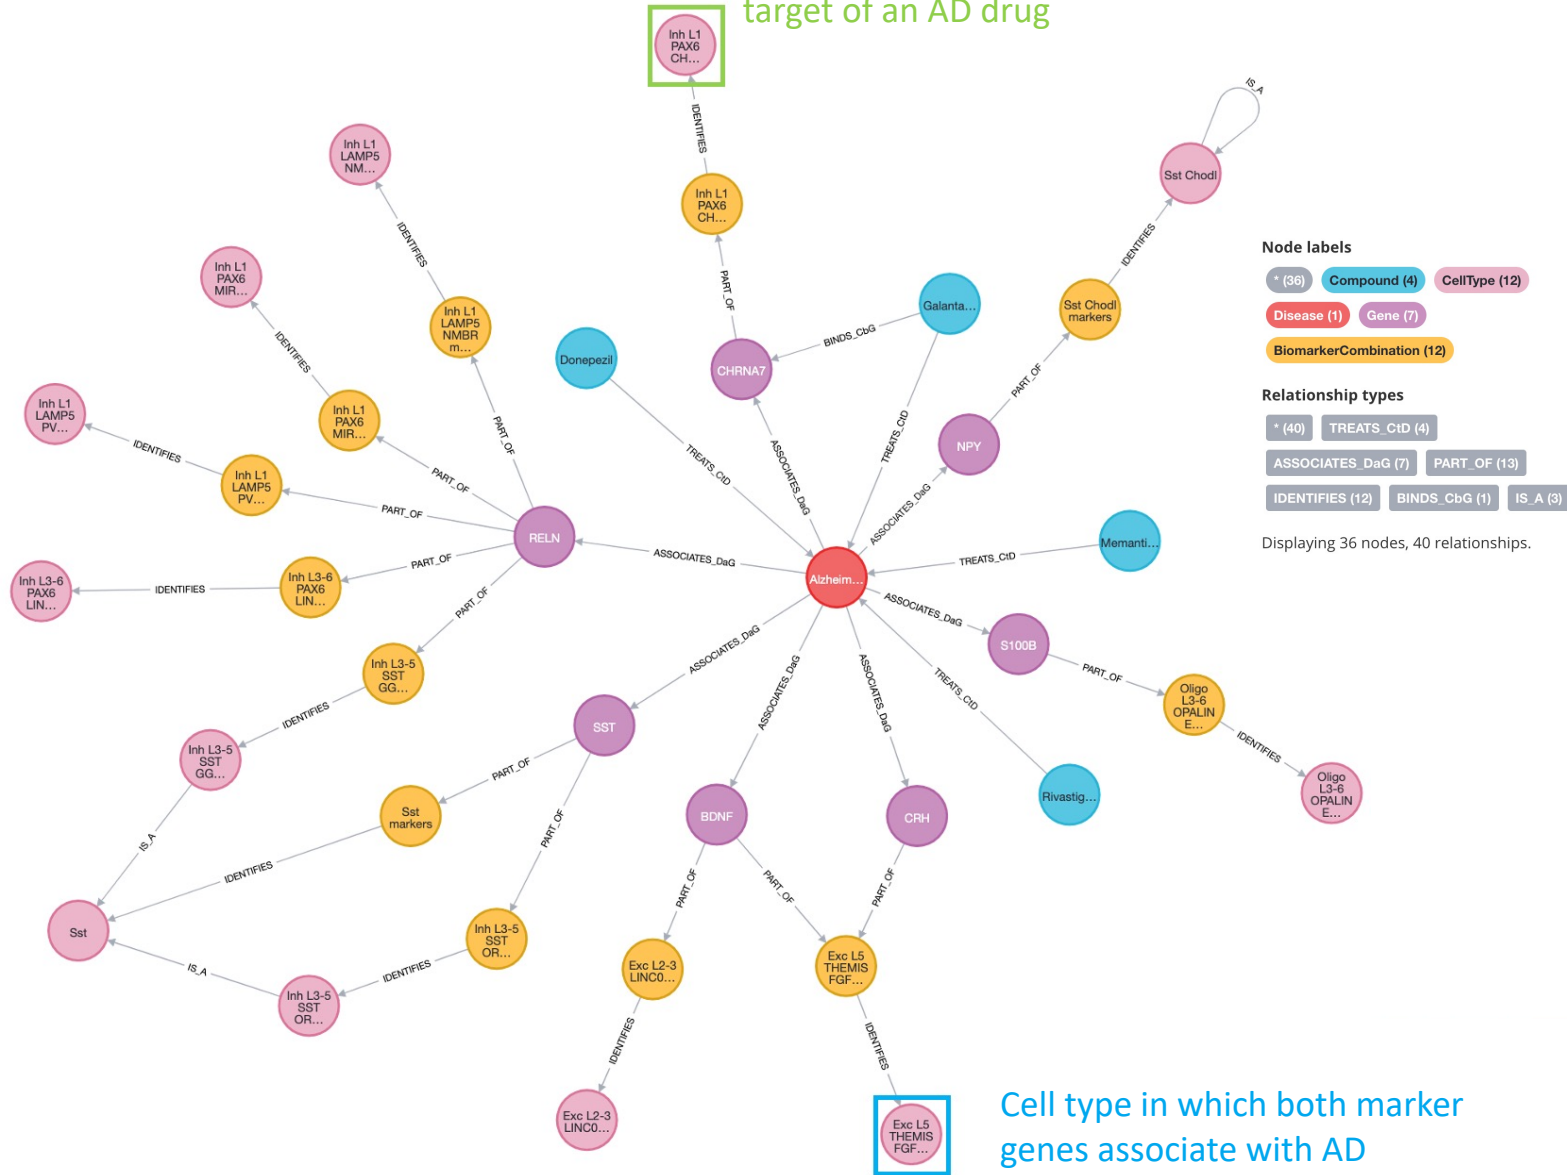 target of an AD drug
Inh L1
PAX6
CH...
IDENTIFIES
IS_A
Inh L1
LAMP5
NM...
Sst Chodl
Inh L1
PAX6
CH...
IDENTIFIES
IDENTIFIES
Inh L1
PAX6
MIR...
PART_OF
Inh L1
LAMP5
NMBR
m...
Galanta...
Sst Chodl
markers
IDENTIFIES
BINDS_CbG
Donepezil
CHRNA7
PART_OF
Inh L1
LAMP5
PV...
Inh L1
PAX6
MIR...
PART_OF
TREATS_CtD
NPY
IDENTIFIES
TREATS_CtD
ASSOCIATES_DaG
Inh L1
LAMP5
PV...
PART_OF
PART_OF
ASSOCIATES_DaG
RELN
Memanti...
ASSOCIATES_DaG
TREATS_CtD
PART_OF
Alzheim...
Inh L3-6
PAX6
LIN...
IDENTIFIES
Inh L3-6
PAX6
LIN...
PART_OF
ASSOCIATES_DaG
S100B
ASSOCIATES_DaG
Inh L3-5
SST
GG...
PART_OF
ASSOCIATES_DaG
ASSOCIATES_DaG
TREATS_CtD
Oligo
L3-6
OPALIN
E...
IDENTIFIES
SST
Inh L3-5
SST
GG...
IDENTIFIES
PART_OF
Rivastig...
Oligo
L3-6
OPALIN
E...
Sst
markers
BDNF
CRH
PART_OF
IS_A
IDENTIFIES
PART_OF
PART_OF
PART_OF
Sst
Inh L3-5
SST
OR...
IS_A
IDENTIFIES
Exc L2-3
LINC0...
Exc L5
THEMIS
FGF...
Inh L3-5
SST
OR...
IDENTIFIES
IDENTIFIES
Exc L2-3
LINC0...
Exc L5
THEMIS
FGF...
Node labels
* (36) Compound (4) CellType (12)
Disease (1) Gene (7)
BiomarkerCombination (12)
Relationship types
* (40) TREATS_CtD (4)
ASSOCIATES_DaG (7) PART_OF (13)
IDENTIFIES (12) BINDS_CbG (1) IS_A (3)
Displaying 36 nodes, 40 relationships.
Cell type in which both marker
genes associate with AD